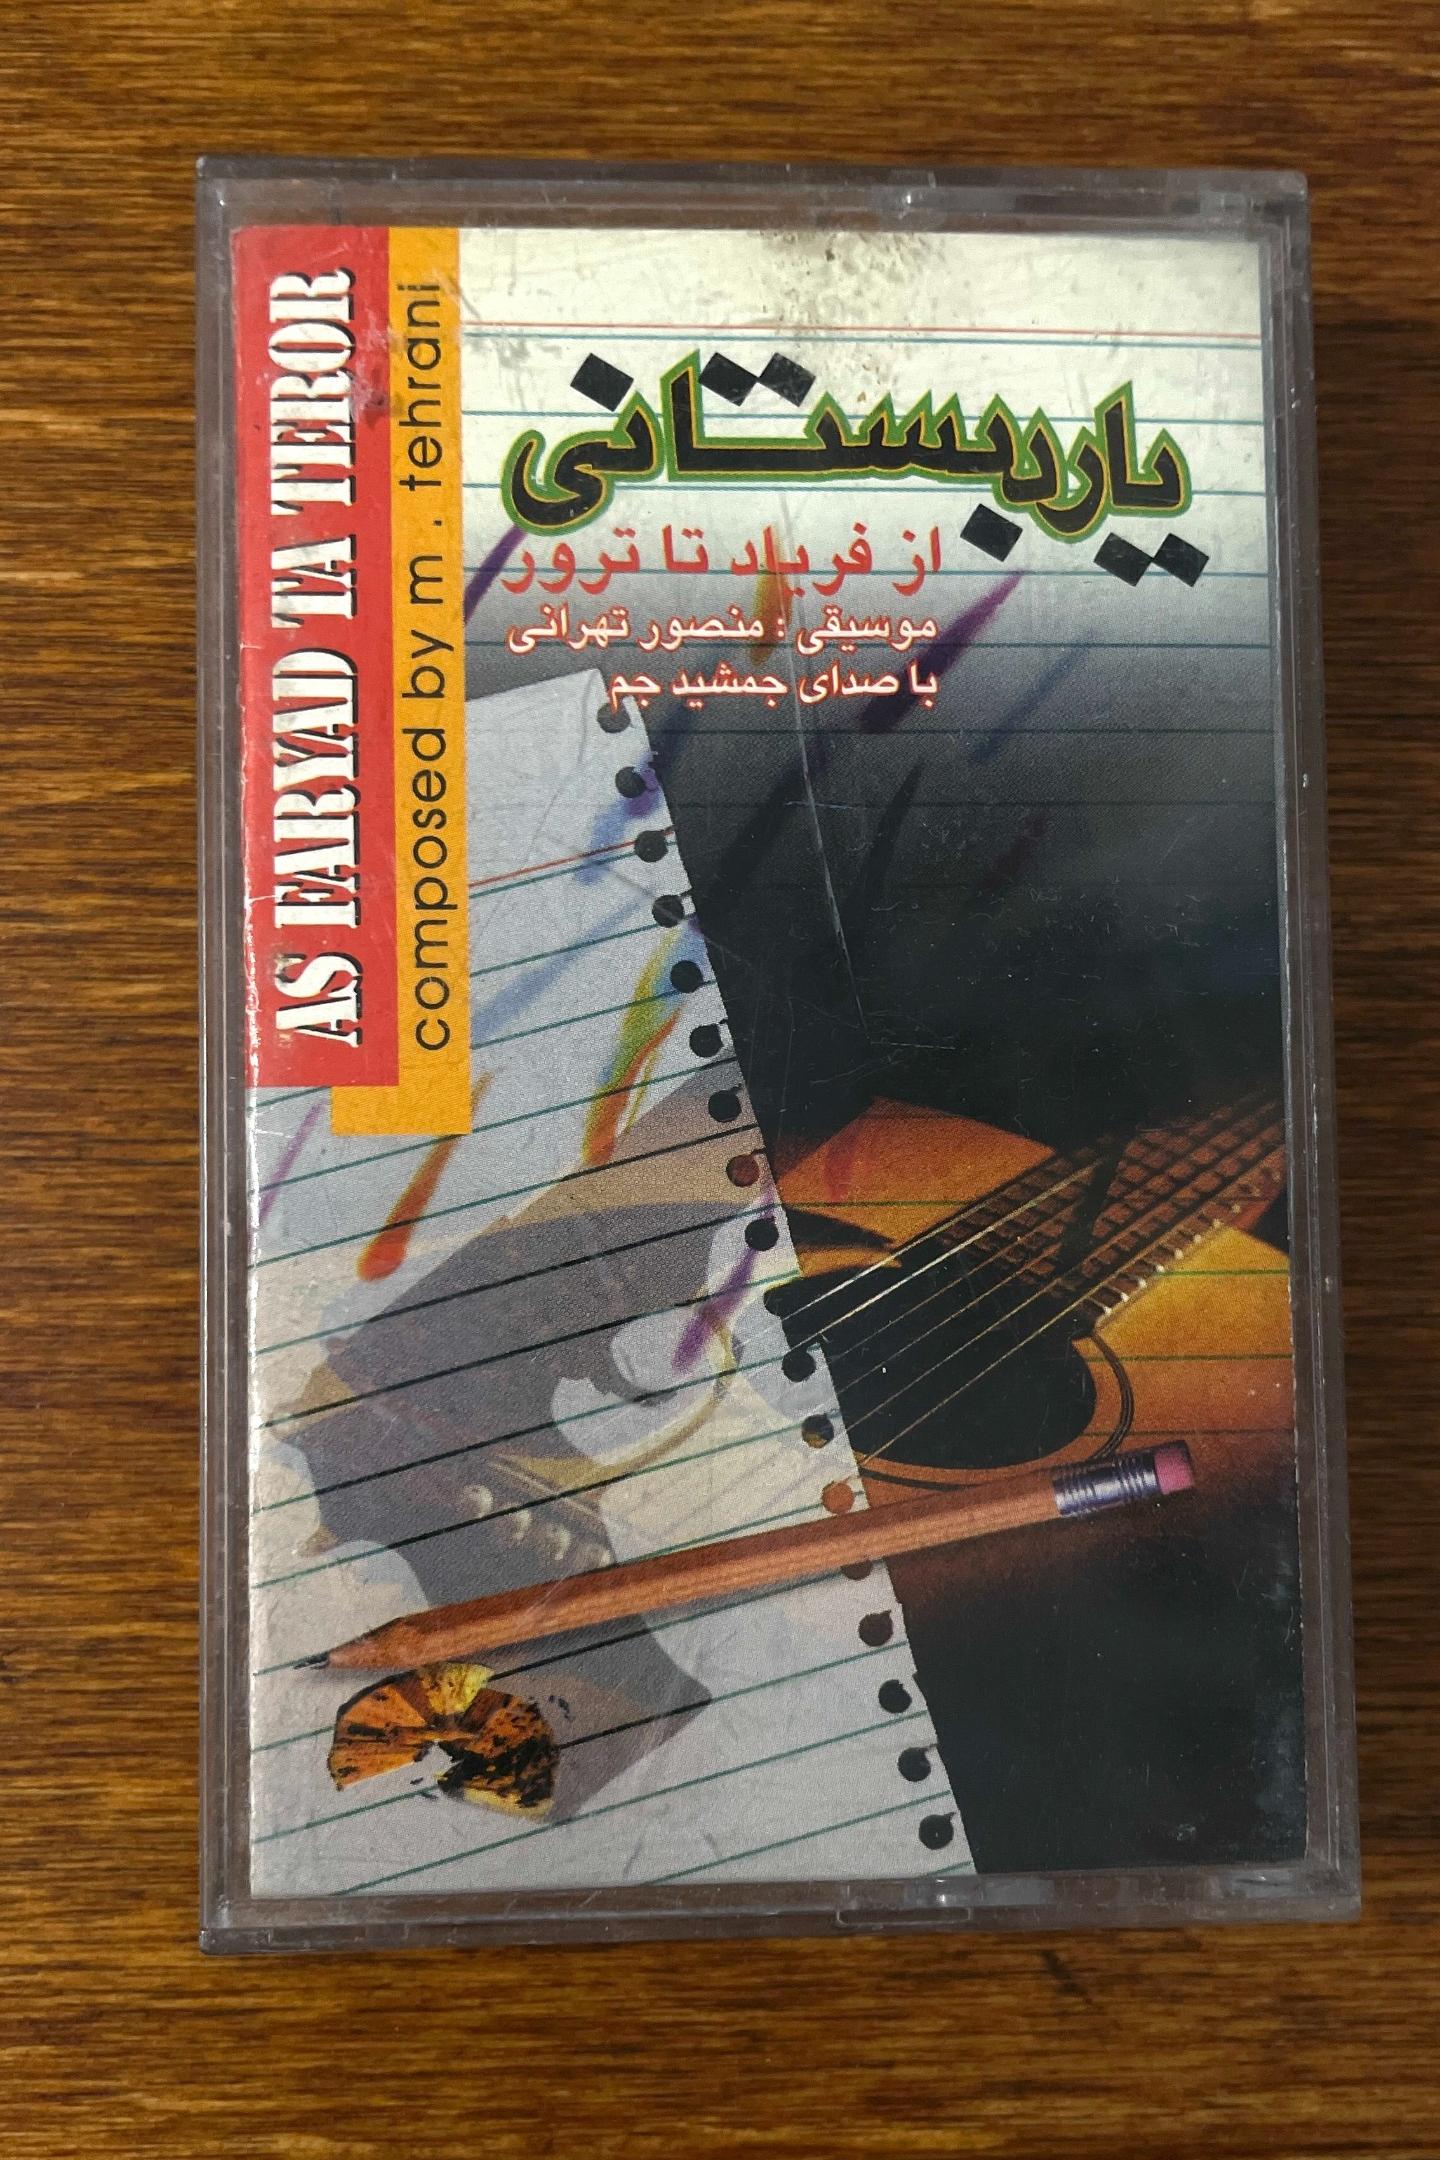 یار دبستانی
از فریاد تا ترور
موسیقی : منصور تهرانی
با صدای جمشید جم
AS FARYAD TA TEROR
composed by m . tehrani